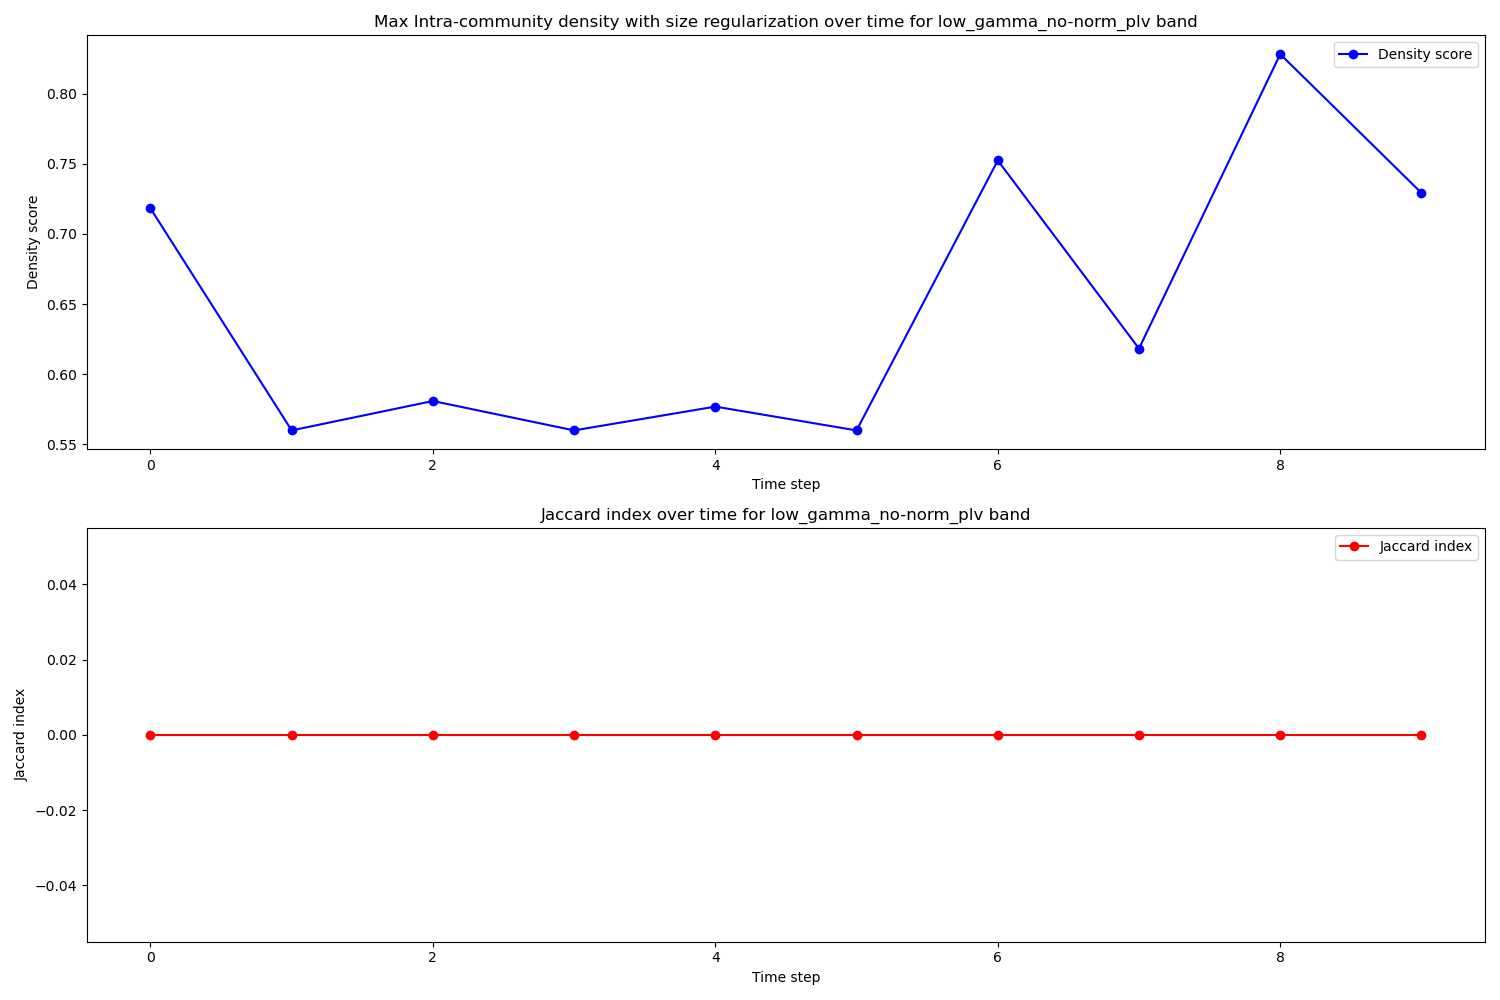 Max Intra-community density with size regularization over time for low_gamma_no-norm_plv band
Density score
0.80
0.75
0.70
0.65
0.60
0.55
Density score
0 2 4 6 8
Time step
Jaccard index over time for low_gamma_no-norm_plv band
Jaccard index
0.04
0.02
0.00
−0.02
−0.04
Jaccard index
0 2 4 6 8
Time step